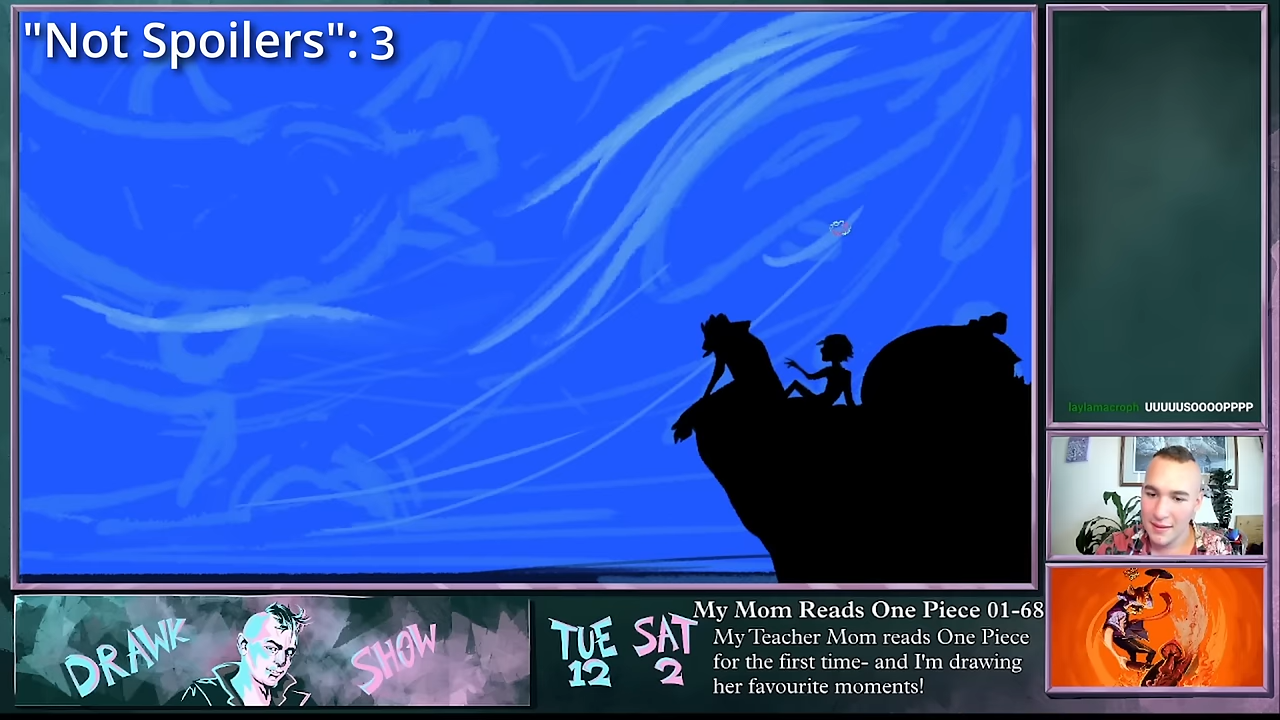 "Not Spoilers": 3
laylamacroph UUUUUSOOOOPPPP
DRAWK SHOW
TUE SAT
12 2
My Mom Reads One Piece 01-68
My Teacher Mom reads One Piece
for the first time- and I'm drawing
her favourite moments!